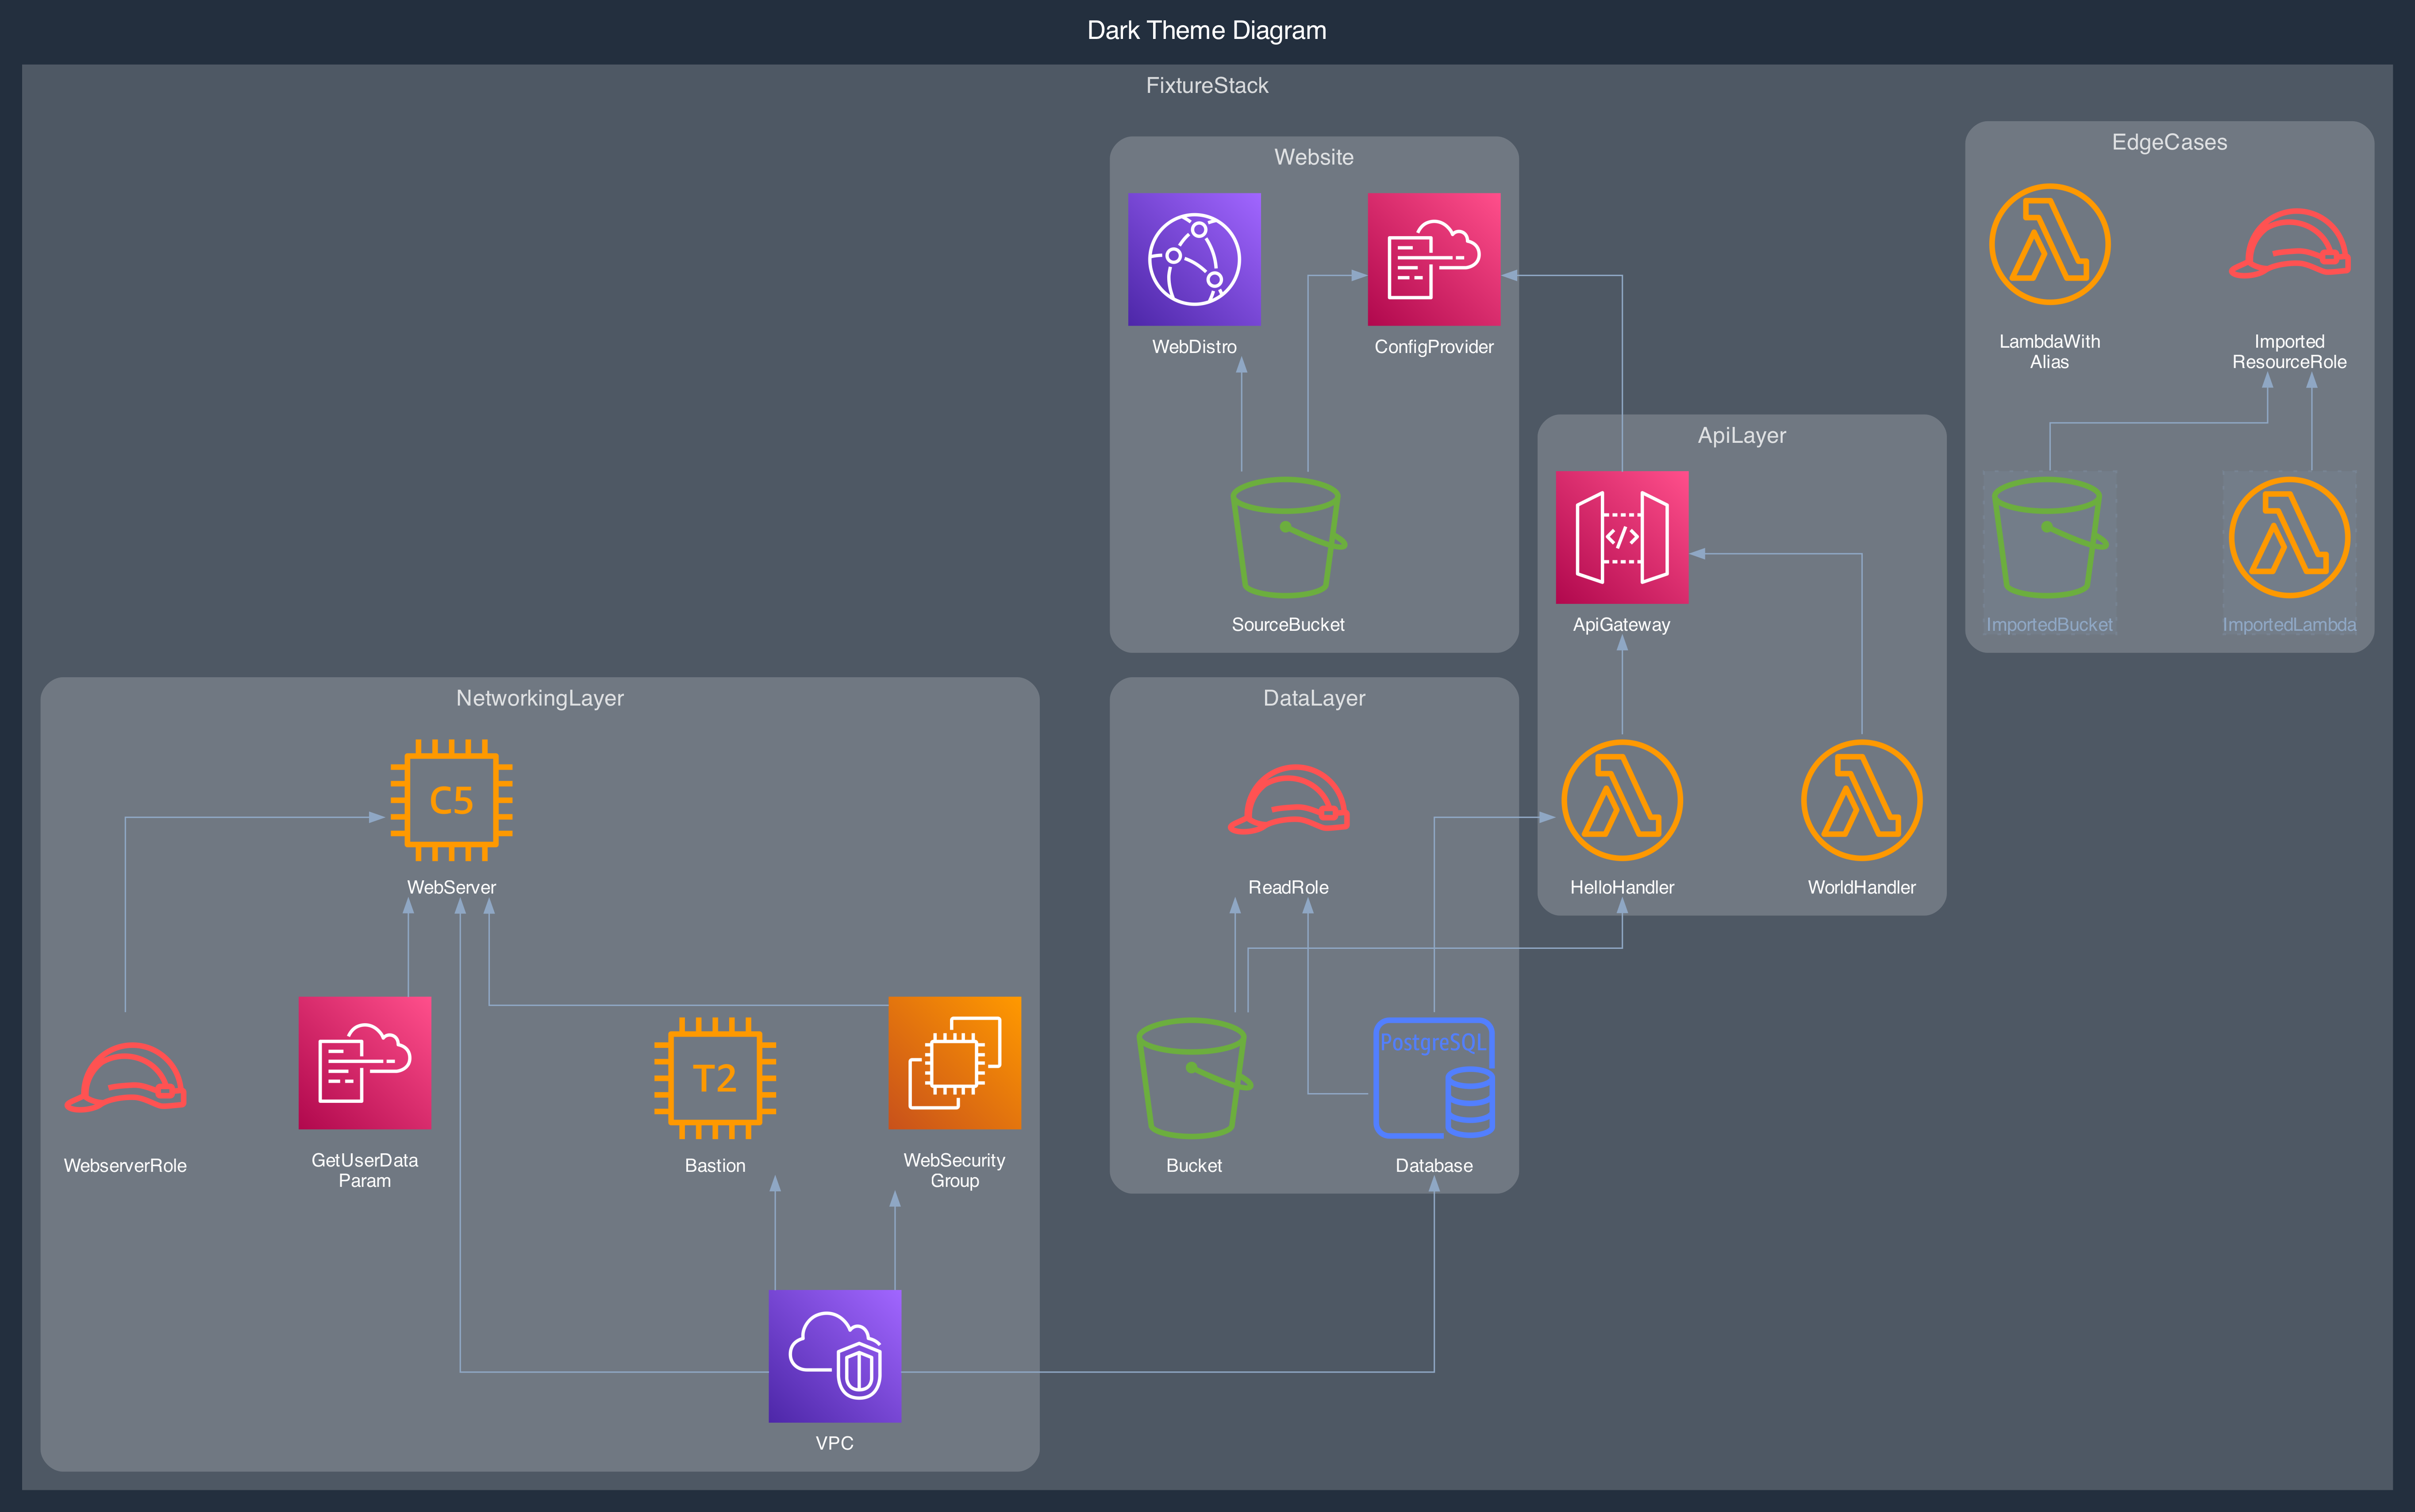 Dark Theme Diagram
FixtureStack
Website
WebDistro
ConfigProvider
SourceBucket
EdgeCases
LambdaWith
Alias
Imported
ResourceRole
ImportedBucket
ImportedLambda
ApiLayer
</>
ApiGateway
HelloHandler
WorldHandler
NetworkingLayer
C5
WebServer
WebserverRole
GetUserData
Param
T2
Bastion
WebSecurity
Group
VPC
DataLayer
ReadRole
Bucket
PostgreSQL
Database